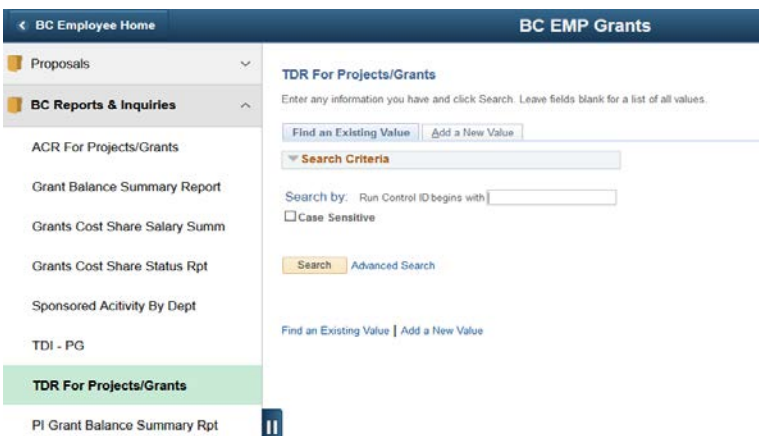 BC Employee Home
BC EMP Grants
Proposals
BC Reports & Inquiries
ACR For Projects/Grants
Grant Balance Summary Report
Grants Cost Share Salary Summ
Grants Cost Share Status Rpt
Sponsored Acitivity By Dept
TDI - PG
TDR For Projects/Grants
PI Grant Balance Summary Rpt
TDR For Projects/Grants
Enter any information you have and click Search. Leave fields blank for a list of all values.
Find an Existing Value Add a New Value
Search Criteria
Search by: Run Control ID begins with
Case Sensitive
Search Advanced Search
Find an Existing Value | Add a New Value